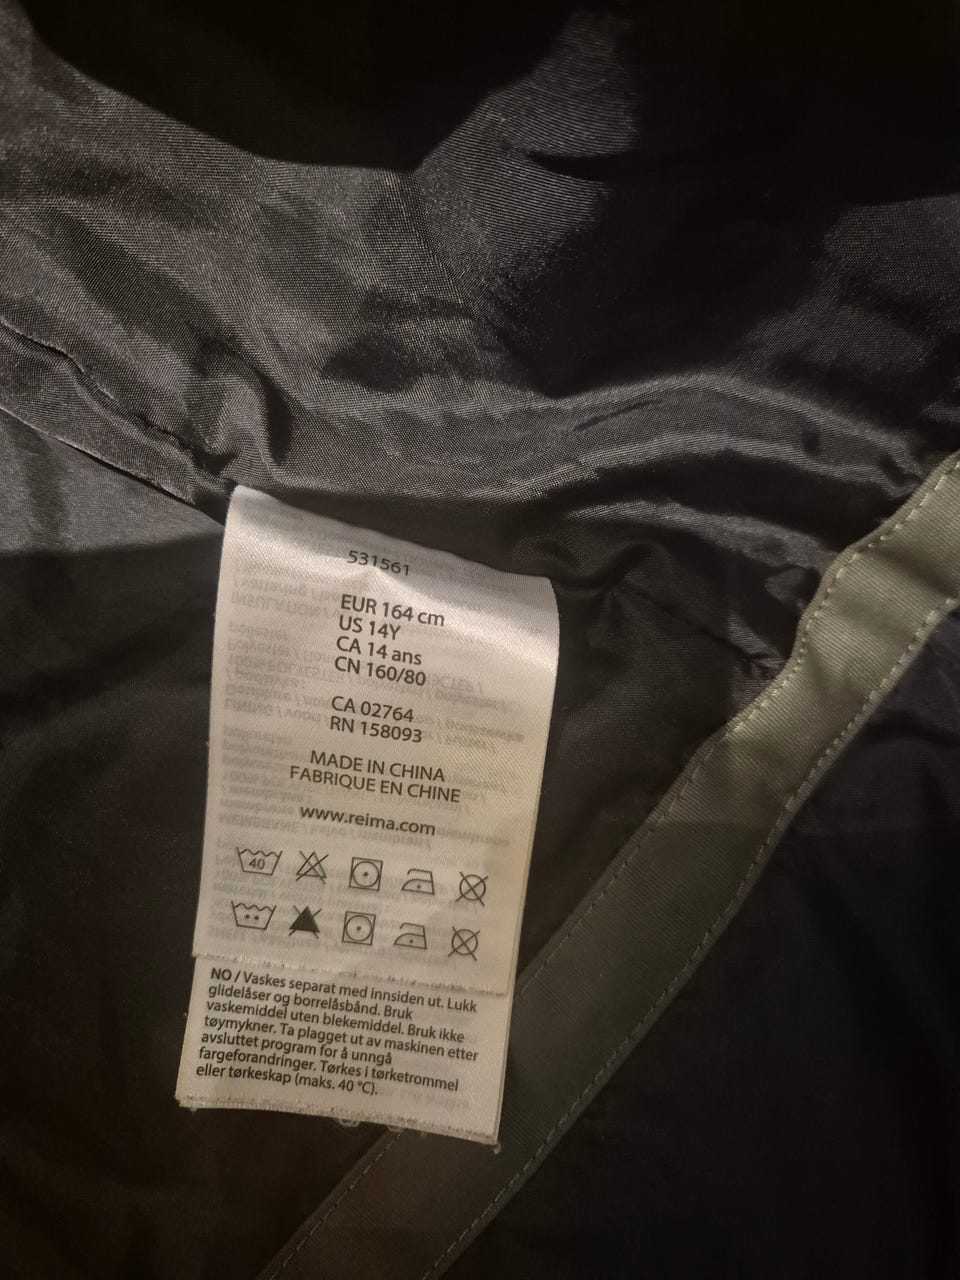 531561
EUR 164 cm
US 14Y
CA 14 ans
CN 160/80
CA 02764
RN 158093
MADE IN CHINA
FABRIQUE EN CHINE
www.reima.com
40
NO / Vaskes separat med innsiden ut. Lukk
glidelåser og borrelåsbånd. Bruk
vaskemiddel uten blekemiddel. Bruk ikke
tøymykner. Ta plagget ut av maskinen etter
avsluttet program for å unngå
fargeforandringer. Tørkes i tørketrommel
eller tørkeskap (maks. 40 °C).